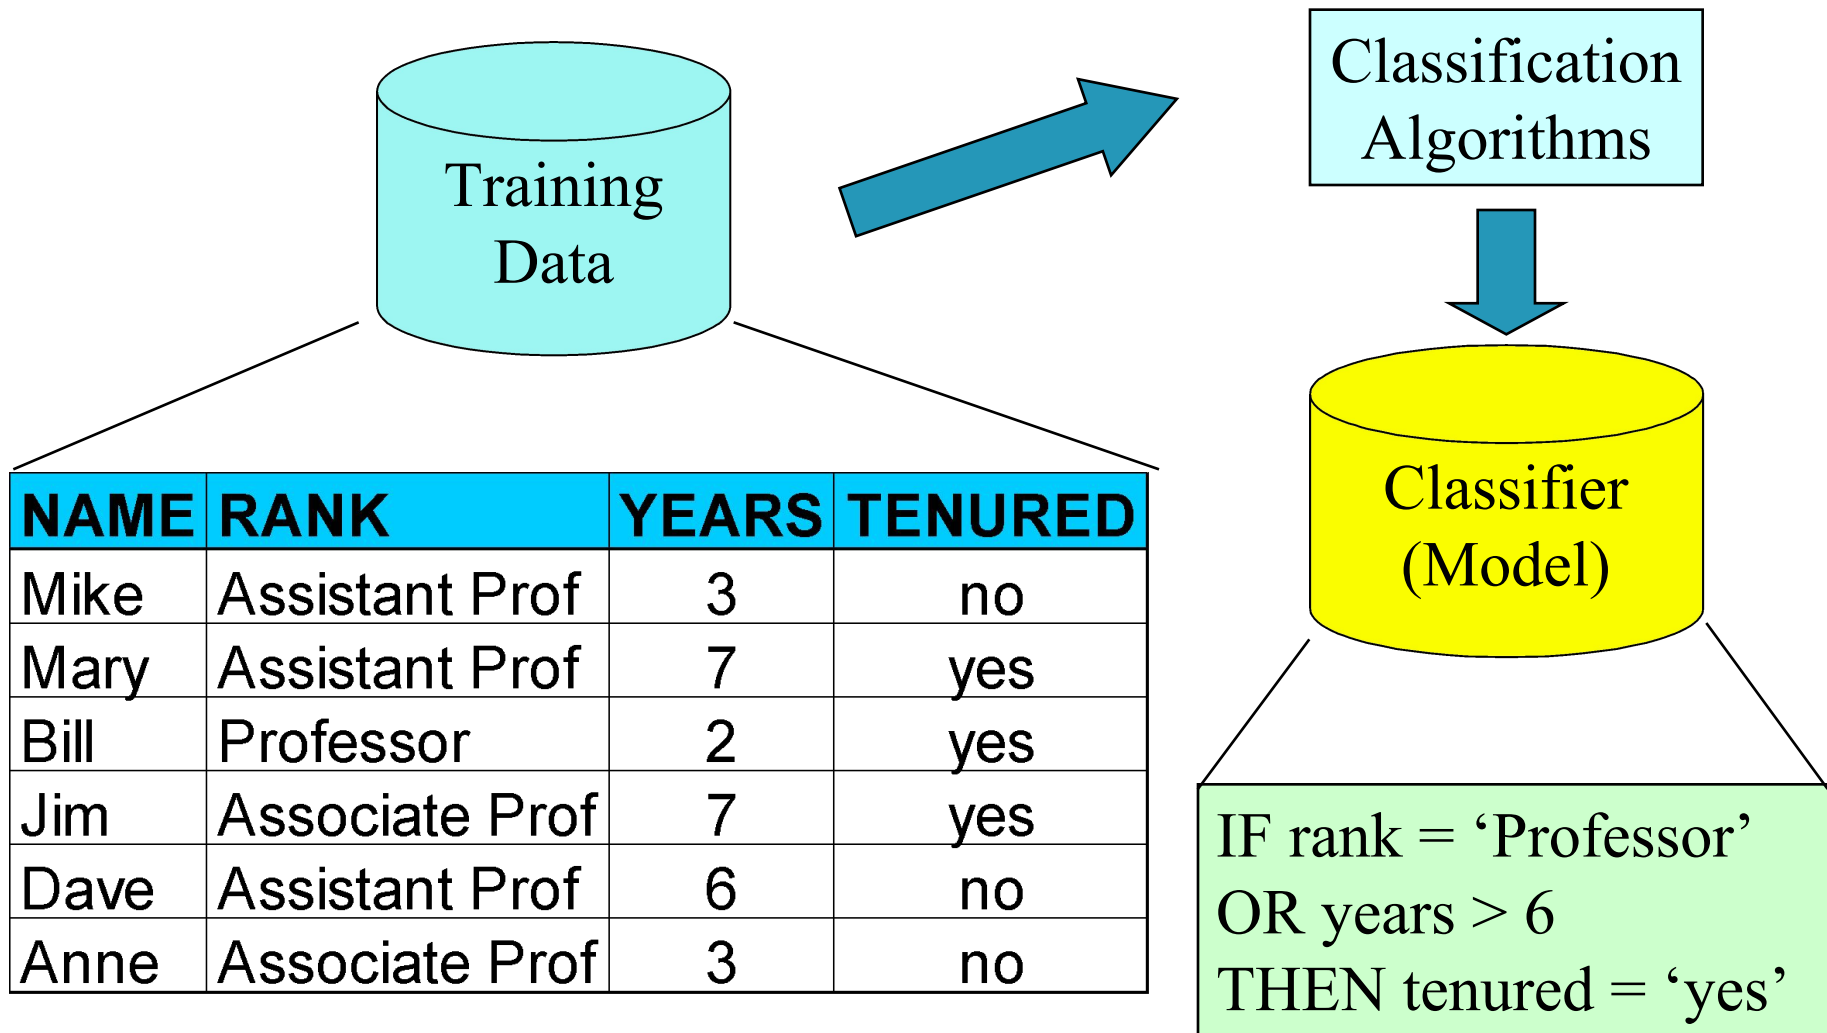 Training
Data
Classification
Algorithms
Classifier
(Model)
NAME RANK YEARS TENURED
Mike Assistant Prof 3 no
Mary Assistant Prof 7 yes
Bill Professor 2 yes
Jim Associate Prof 7 yes
Dave Assistant Prof 6 no
Anne Associate Prof 3 no
IF rank = ‘Professor’
OR years > 6
THEN tenured = ‘yes’